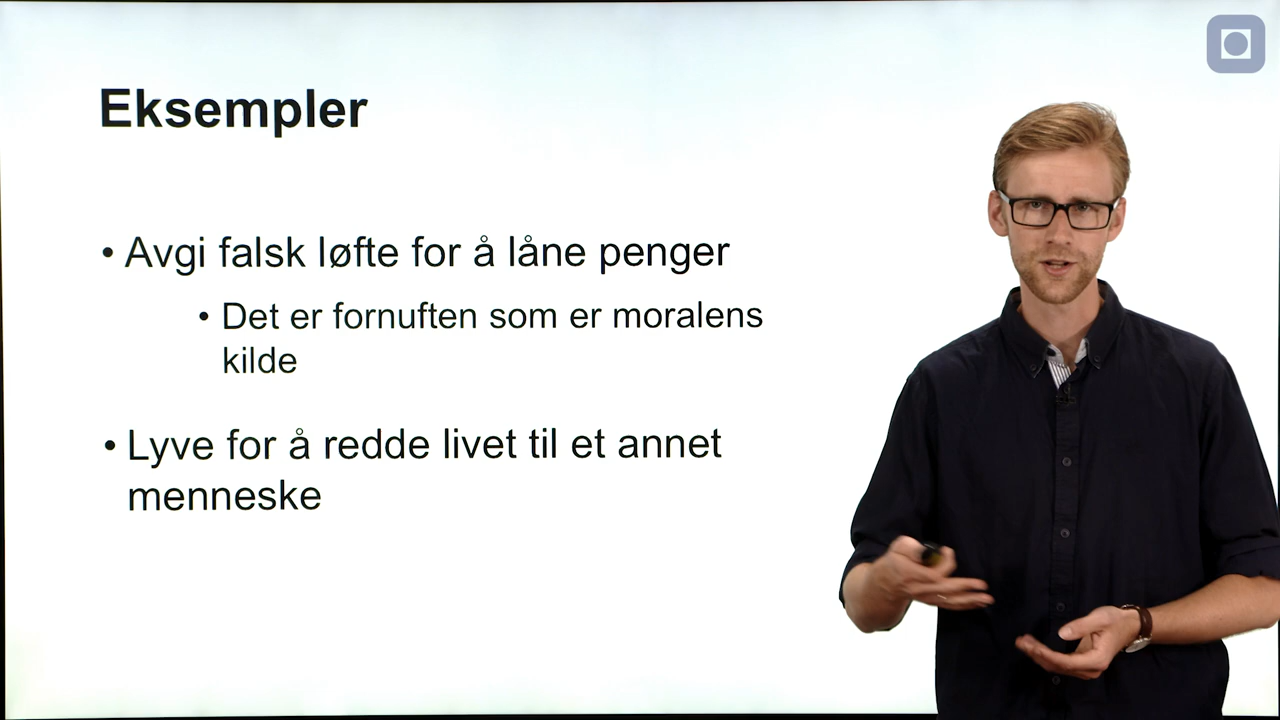 Eksempler
• Avgi falsk løfte for å låne penger
• Det er fornuften som er moralens
kilde
• Lyve for å redde livet til et annet
menneske